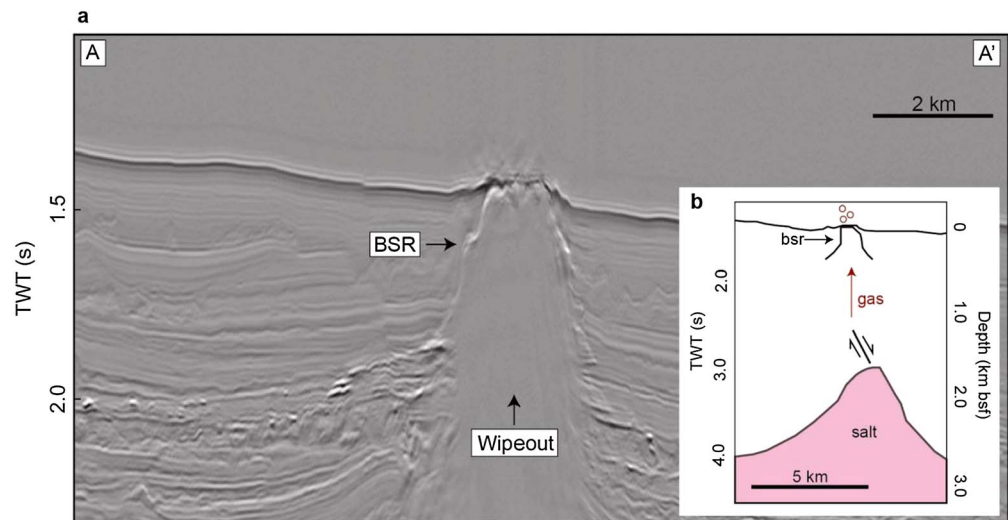 a
A
A'
2 km
TWT (s)
1.5
2.0
BSR
Wipeout
b
bsr
gas
salt
5 km
TWT (s)
2.0
3.0
4.0
Depth (km bsf)
0
1.0
2.0
3.0